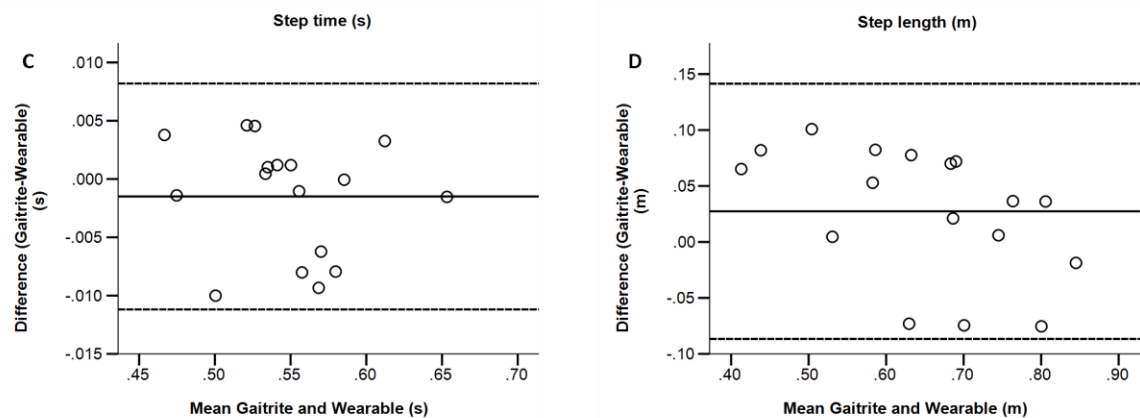 Step time (s)
C
Difference (Gaitrite-Wearable)
(s)
.010
.005
.000
-.005
-.010
-.015
.45
.50
.55
.60
.65
.70
Mean Gaitrite and Wearable (s)
Step length (m)
D
Difference (Gaitrite-Wearable)
(m)
.15
.10
.05
.00
-.05
-.10
.40
.50
.60
.70
.80
.90
Mean Gaitrite and Wearable (m)